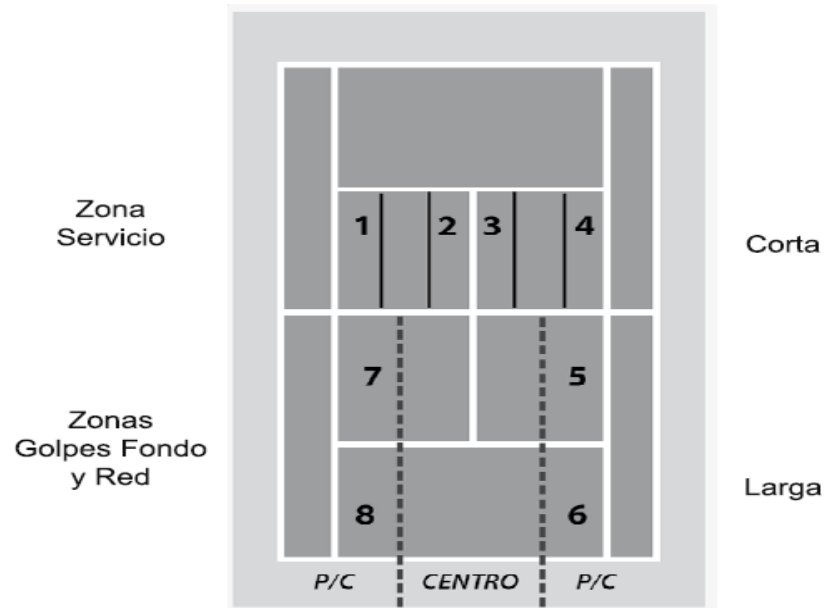 Zona
Servicio
1 2 3 4
Corta
7 5
Zonas
Golpes Fondo
y Red
8 6
Larga
P/C CENTRO P/C